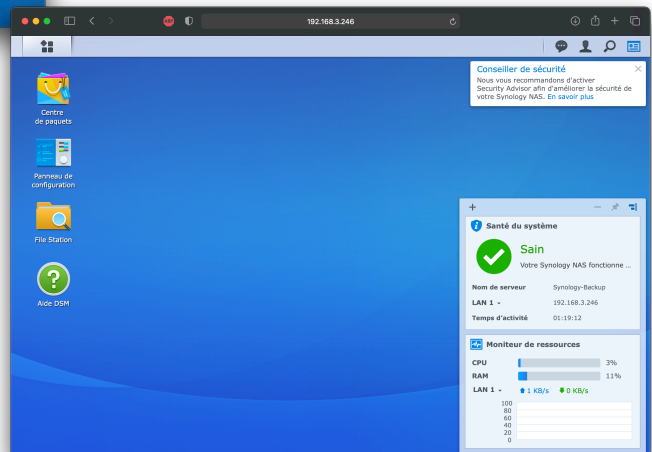 192.168.3.246
ABP
Conseiller de sécurité
Nous vous recommandons d'activer
Security Advisor afin d'améliorer la sécurité de
votre Synology NAS. En savoir plus
Centre
de paquets
Panneau de
configuration
File Station
?
Aide DSM
Santé du système
Sain
Votre Synology NAS fonctionne ...
Nom de serveur Synology-Backup
LAN 1 192.168.3.246
Temps d'activité 01:19:12
Moniteur de ressources
CPU 3%
RAM 11%
LAN 1 1 KB/s 0 KB/s
100
80
60
40
20
0